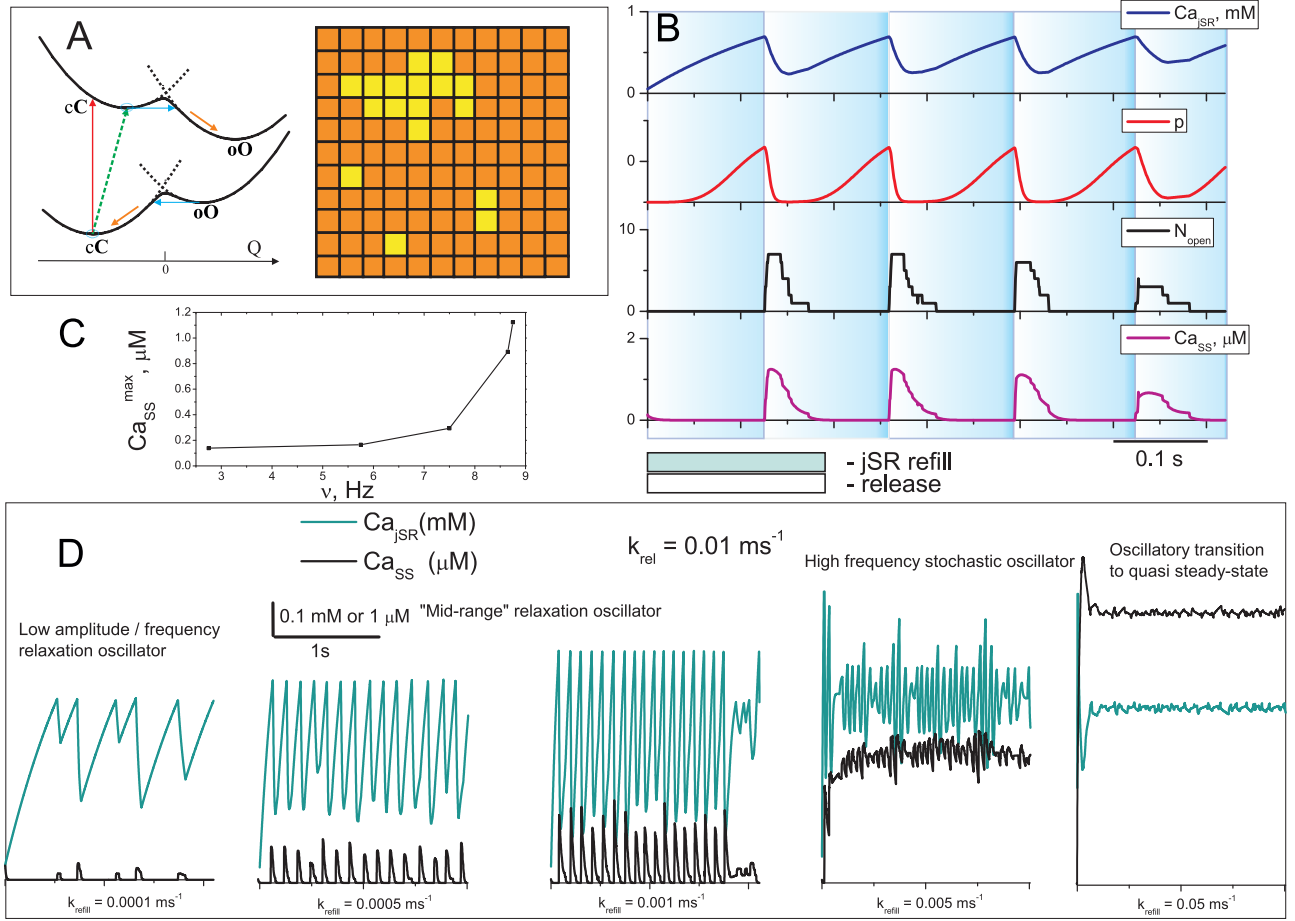 A
cC
oO
oO
cC
Q
0
B
Ca_jSR, mM
1
0
p
0
N_open
10
0
Ca_SS, μM
2
0
0.1 s
- jSR refill
- release
C
Ca_SS^max, μM
1.2
1.0
0.8
0.6
0.4
0.2
0.0
3 4 5 6 7 8 9
ν, Hz
D
Ca_jSR(mM)
Ca_SS (μM)
k_rel = 0.01 ms⁻¹
High frequency stochastic oscillator
Oscillatory transition
to quasi steady-state
0.1 mM or 1 μM
"Mid-range" relaxation oscillator
1s
Low amplitude / frequency
relaxation oscillator
k_refill = 0.0001 ms⁻¹
k_refill = 0.0005 ms⁻¹
k_refill = 0.001 ms⁻¹
k_refill = 0.005 ms⁻¹
k_refill = 0.05 ms⁻¹